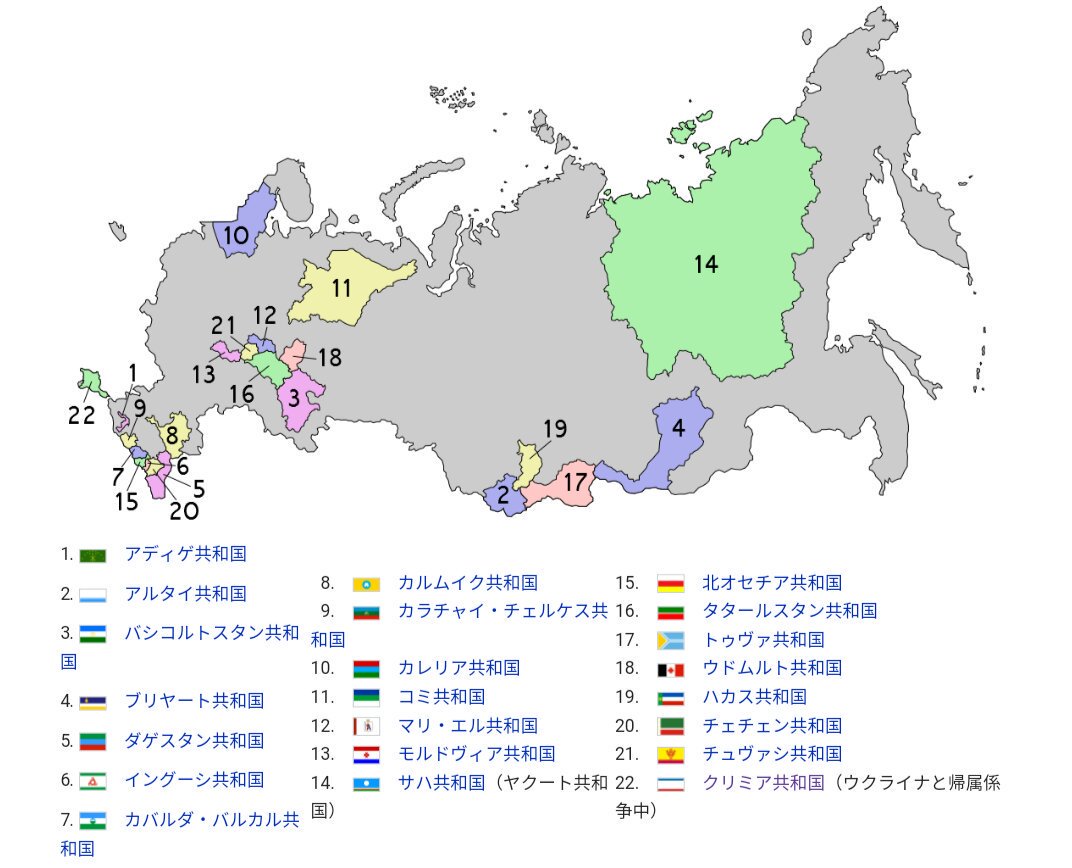 14
10
11
21
12
13
18
16
3
1
22
9
8
19
4
7
6
2
17
15
5
20
1. アディゲ共和国
2. アルタイ共和国
3. バシコルトスタン共和
国
4. ブリヤート共和国
5. ダゲスタン共和国
6. イングーシ共和国
7. カバルダ・バルカル共
和国
8. カルムイク共和国
9. カラチャイ・チェルケス共
和国
10. カレリア共和国
11. コミ共和国
12. マリ・エル共和国
13. モルドヴィア共和国
14. サハ共和国（ヤクート共和
国）
15. 北オセチア共和国
16. タタールスタン共和国
17. トゥヴァ共和国
18. ウドムルト共和国
19. ハカス共和国
20. チェチェン共和国
21. チュヴァシ共和国
22. クリミア共和国（ウクライナと帰属係
争中）